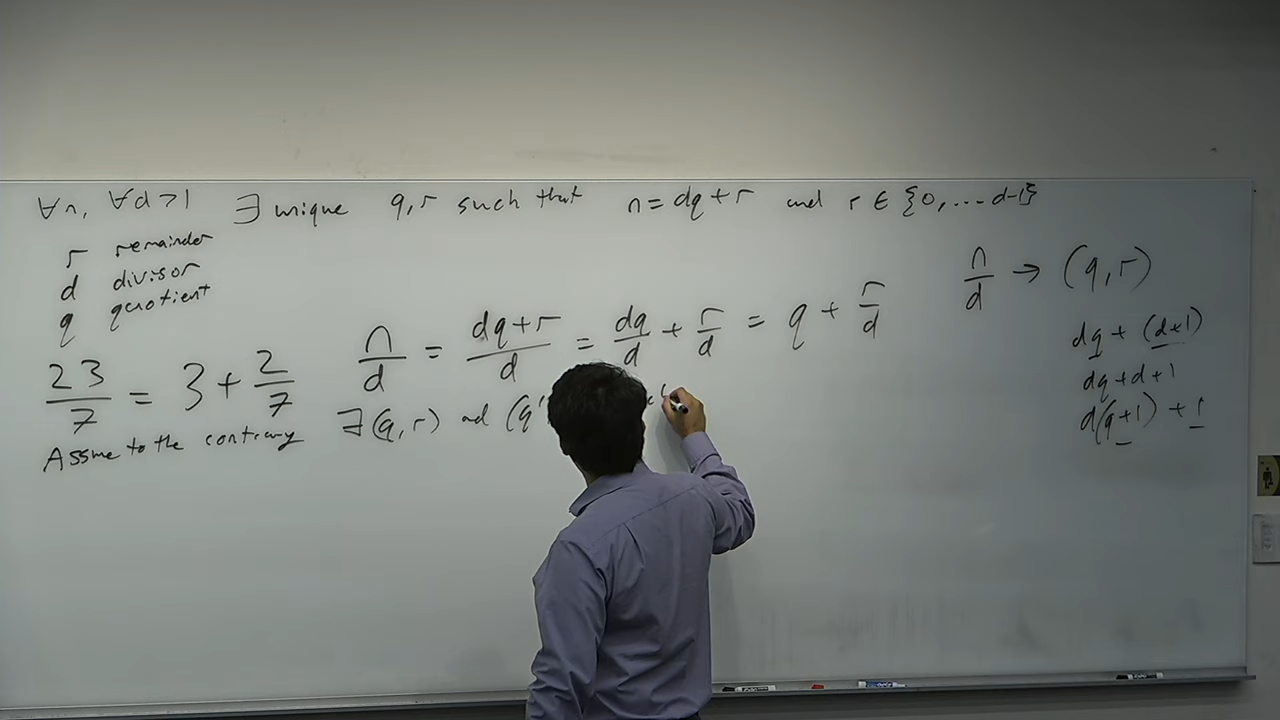 ∀n, ∀d>1 ∃ unique q,r such that n=dq+r and r ∈ {0,...d-1}
r remainder
d divisor
q quotient
n/d → (q,r)
n/d = (dq+r)/d = dq/d + r/d = q + r/d
23/7 = 3 + 2/7
dq + (d+1)
dq+d+1
d(q+1) + 1
Assume to the contrary ∃(q,r) and (q'